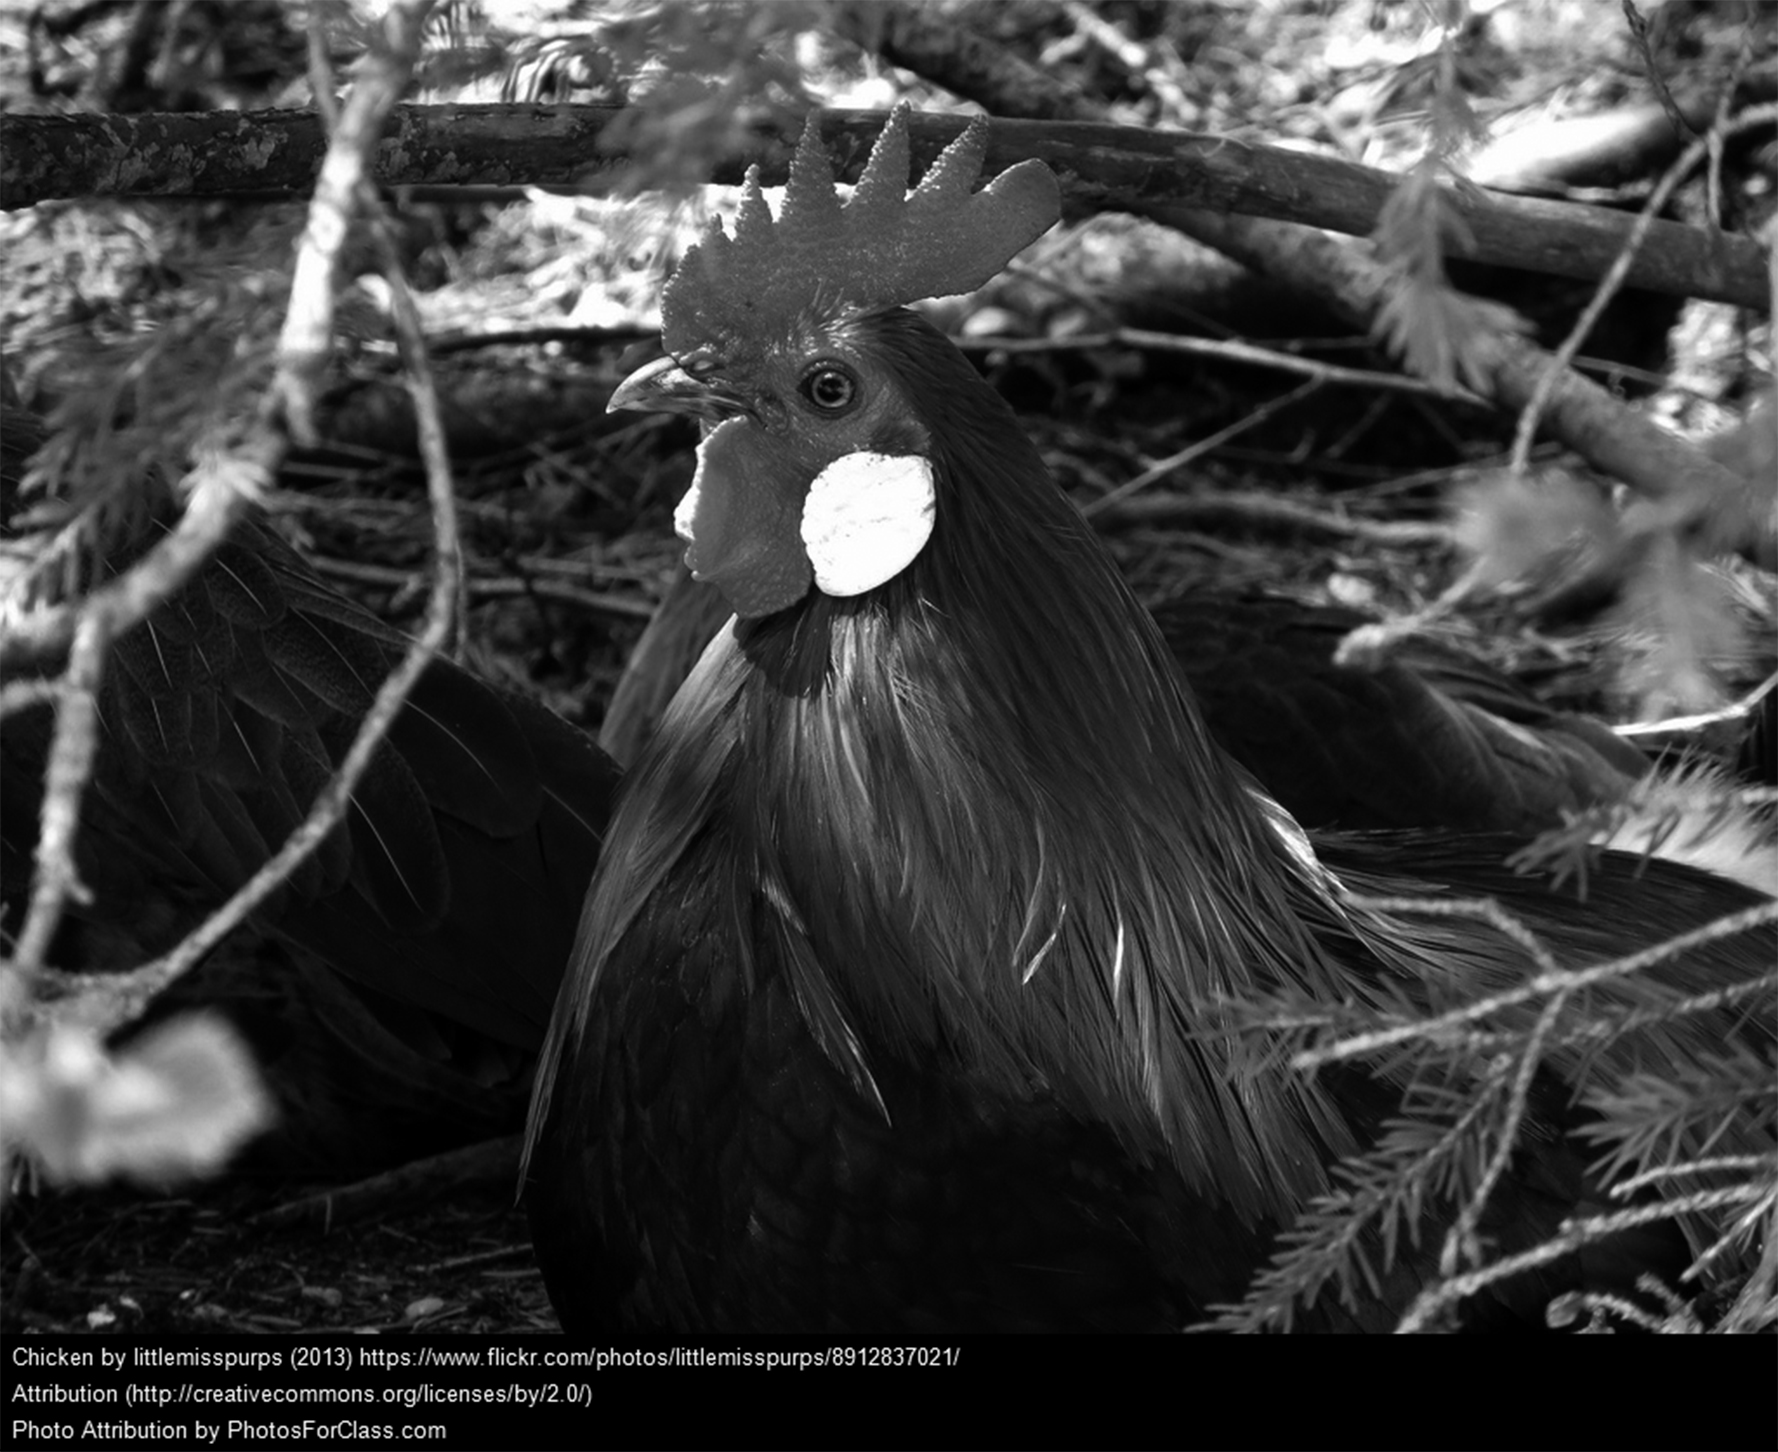 Chicken by littlemisspurps (2013) https://www.flickr.com/photos/littlemisspurps/8912837021/
Attribution (http://creativecommons.org/licenses/by/2.0/)
Photo Attribution by PhotosForClass.com